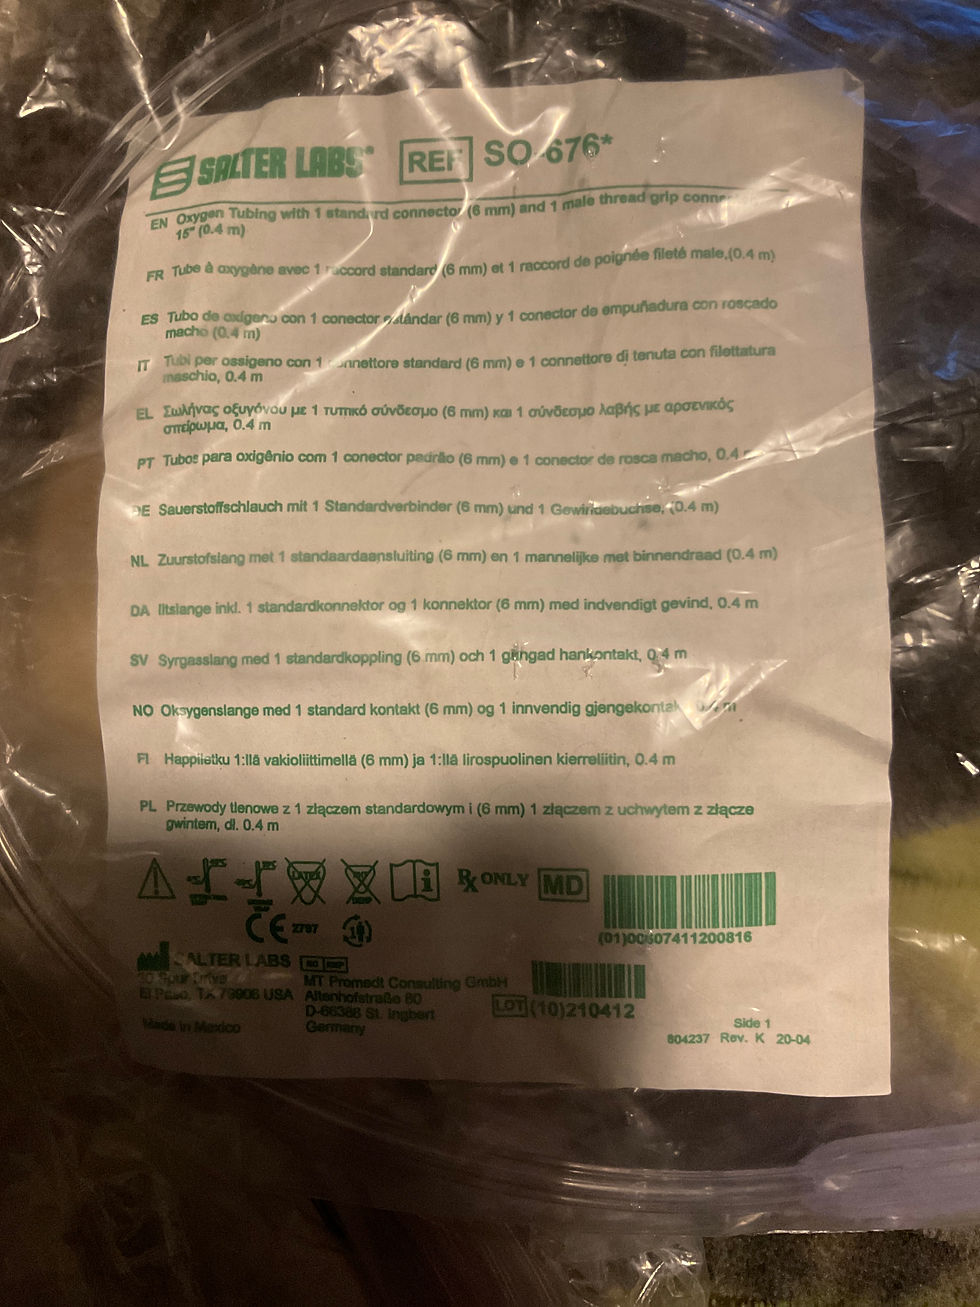 SALTER LABS® REF SO-676*
EN Oxygen Tubing with 1 standard connector (6 mm) and 1 male thread grip
15" (0.4 m)
FR Tube à oxygène avec 1 raccord standard (6 mm) et 1 raccord de poignée fileté male,(0.4 m)
ES Tubo de oxigeno con 1 conector estándar (6 mm) y 1 conector de empuñadura con roscado
macho (0.4 m)
IT Tubi per ossigeno con 1 connettore standard (6 mm) e 1 connettore di tenuta con filettatura
maschio, 0.4 m
EL Σωλήνας οξυγόνου με 1 τυπικό σύνδεσμο (6 mm) και 1 σύνδεσμο λαβής με αρσενικός
σπείρωμα, 0.4 m
PT Tubos para oxigênio com 1 conector padrão (6 mm) e 1 conector de rosca macho, 0.4
DE Sauerstoffschlauch mit 1 Standardverbinder (6 mm) und 1 Gewindebuchse, (0.4 m)
NL Zuurstofslang met 1 standaardaansluiting (6 mm) en 1 mannelijke met binnendraad (0.4 m)
DA Iltslange inkl. 1 standardkonnektor og 1 konnektor (6 mm) med indvendigt gevind, 0.4 m
SV Syrgasslang med 1 standardkoppling (6 mm) och 1 gängad hankontakt, 0.4 m
NO Oksygenslange med 1 standard kontakt (6 mm) og 1 innvendig gjengekontakt, 0.4 m
FI Happiletku 1:llä vakioliittimellä (6 mm) ja 1:llä lirospuolinen kierreliitin, 0.4 m
PL Przewody tlenowe z 1 złączem standardowym i (6 mm) 1 złączem z uchwytem z złącze
gwintem, dł. 0.4 m
LATEX
Rx ONLY MD
CE 2797
1
(01)00607411200816
SALTER LABS
30 Spur Drive
El Paso, TX 79906 USA
Made in Mexico
EC REP
MT Promedt Consulting GmbH
Altenhofstraße 80
D-66386 St. Ingbert
Germany
LOT (10)210412
Side 1
804237 Rev. K 20-04